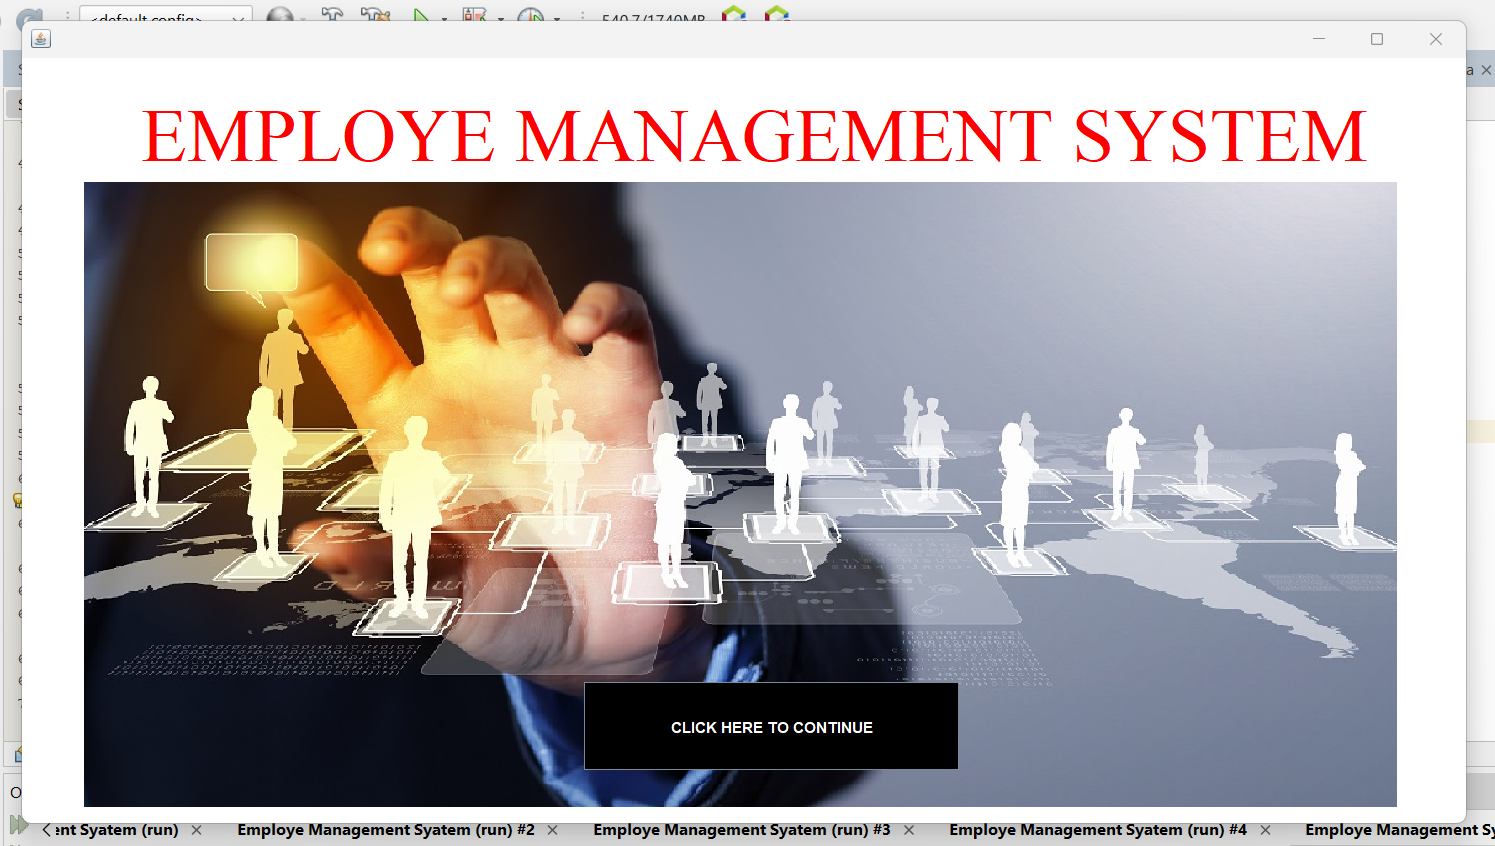 <default config>
540.7/1740MB
a
EMPLOYE MANAGEMENT SYSTEM
CLICK HERE TO CONTINUE
O
ent Syatem (run)
Employe Management Syatem (run) #2
Employe Management Syatem (run) #3
Employe Management Syatem (run) #4
Employe Management Sy